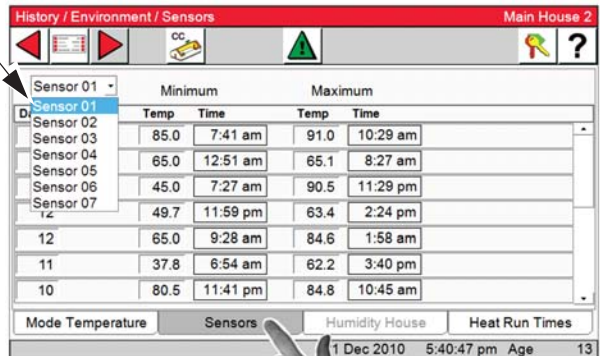 History / Environment / Sensors Main House 2
CC
?
Sensor 01 Minimum Maximum
Temp Time Temp Time
Sensor 01
Sensor 02
Sensor 03
Sensor 04
Sensor 05
Sensor 06
Sensor 07
85.0 7:41 am 91.0 10:29 am
65.0 12:51 am 65.1 8:27 am
45.0 7:27 am 90.5 11:29 pm
12 49.7 11:59 pm 63.4 2:24 pm
12 65.0 9:28 am 84.6 1:58 am
11 37.8 6:54 am 62.2 3:40 pm
10 80.5 11:41 pm 84.8 10:45 am
Mode Temperature Sensors Humidity House Heat Run Times
1 Dec 2010 5:40:47 pm Age 13